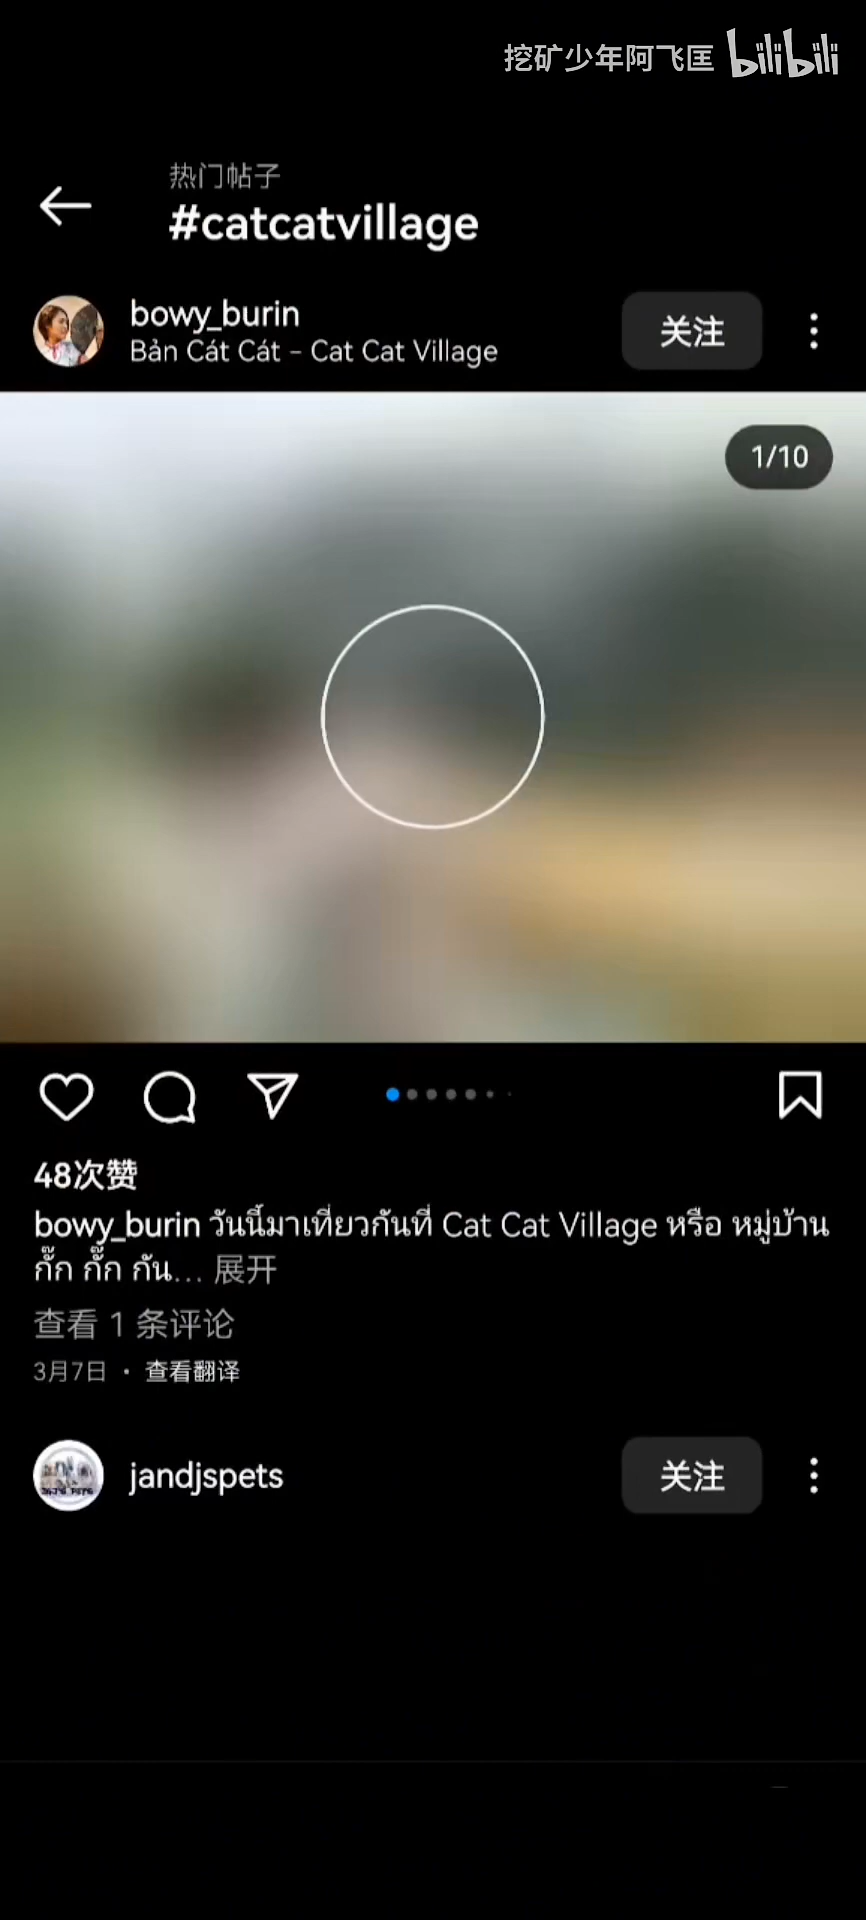 挖矿少年阿飞匡 bilibili
热门帖子
#catcatvillage
bowy_burin
关注
Bản Cát Cát - Cat Cat Village
1/10
48次赞
bowy_burin วันนี้มาเที่ยวกันที่ Cat Cat Village หรือ หมู่บ้าน
กั๊ก กั๊ก กัน... 展开
查看 1 条评论
3月7日 · 查看翻译
jandjspets
关注